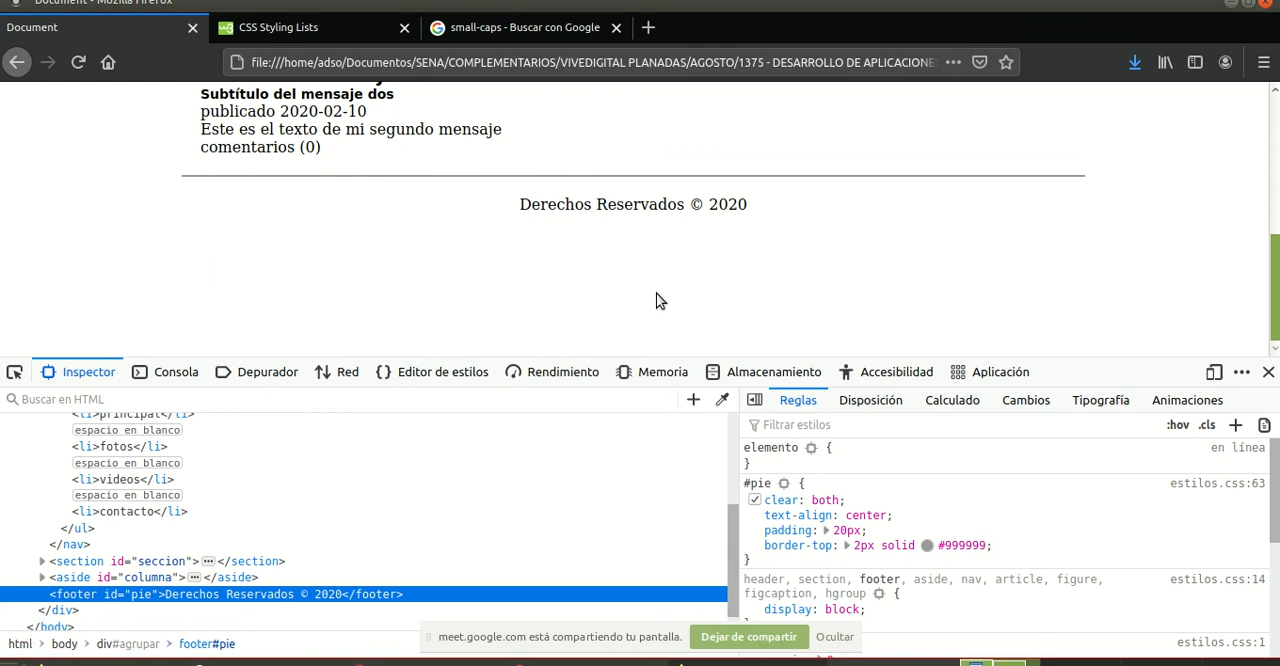 Document - Mozilla Firefox
Document
CSS Styling Lists
small-caps - Buscar con Google
file:///home/adso/Documentos/SENA/COMPLEMENTARIOS/VIVEDIGITAL PLANADAS/AGOSTO/1375 - DESARROLLO DE APLICACIONE
Subtítulo del mensaje dos
publicado 2020-02-10
Este es el texto de mi segundo mensaje
comentarios (0)
Derechos Reservados © 2020
Inspector Consola Depurador Red Editor de estilos Rendimiento Memoria Almacenamiento Accesibilidad Aplicación
Buscar en HTML
Reglas Disposición Calculado Cambios Tipografía Animaciones
Filtrar estilos
:hov .cls
<li>principal</li>
espacio en blanco
<li>fotos</li>
espacio en blanco
<li>videos</li>
espacio en blanco
<li>contacto</li>
</ul>
</nav>
<section id="seccion"></section>
<aside id="columna"></aside>
<footer id="pie">Derechos Reservados © 2020</footer>
</div>
</body>
html body div#agrupar footer#pie
elemento {
en línea
}
#pie {
estilos.css:63
clear: both;
text-align: center;
padding: 20px;
border-top: 2px solid #999999;
}
header, section, footer, aside, nav, article, figure,
estilos.css:14
figcaption, hgroup {
display: block;
estilos.css:1
meet.google.com está compartiendo tu pantalla.
Dejar de compartir
Ocultar